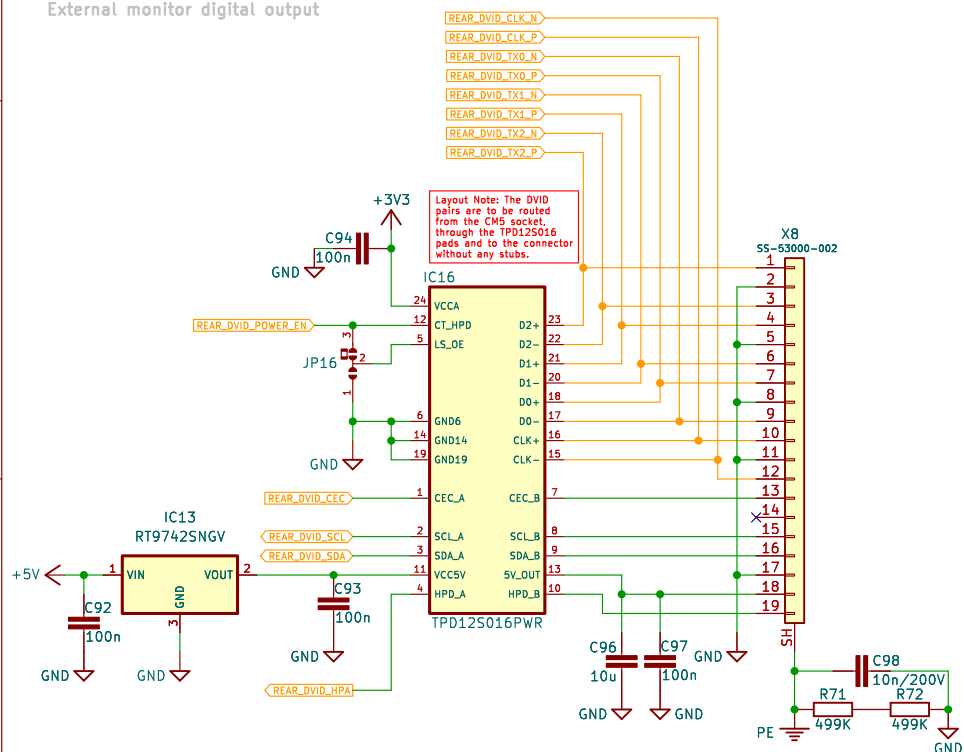 External monitor digital output
REAR_DVID_CLK_N
REAR_DVID_CLK_P
REAR_DVID_TX0_N
REAR_DVID_TX0_P
REAR_DVID_TX1_N
REAR_DVID_TX1_P
REAR_DVID_TX2_N
REAR_DVID_TX2_P
Layout Note: The DVID
pairs are to be routed
from the CM5 socket,
through the TPD12S016
pads and to the connector
without any stubs.
+3V3
C94
100n
GND
IC16
24 VCCA
12 CT_HPD
5 LS_OE
6 GND6
14 GND14
19 GND19
1 CEC_A
2 SCL_A
3 SDA_A
11 VCC5V
4 HPD_A
D2+ 23
D2- 22
D1+ 21
D1- 20
D0+ 18
D0- 17
CLK+ 16
CLK- 15
CEC_B 7
SCL_B 8
SDA_B 9
5V_OUT 13
HPD_B 10
TPD12S016PWR
REAR_DVID_POWER_EN
3
JP16
2
1
GND
REAR_DVID_CEC
REAR_DVID_SCL
REAR_DVID_SDA
REAR_DVID_HPA
IC13
RT9742SNGV
+5V
1 VIN
VOUT 2
GND
3
C92
100n
GND
GND
C93
100n
GND
X8
SS-53000-002
1
2
3
4
5
6
7
8
9
10
11
12
13
14
15
16
17
18
19
SH
C96
10u
GND
C97
100n
GND
GND
C98
10n/200V
R71
499K
R72
499K
PE
GND